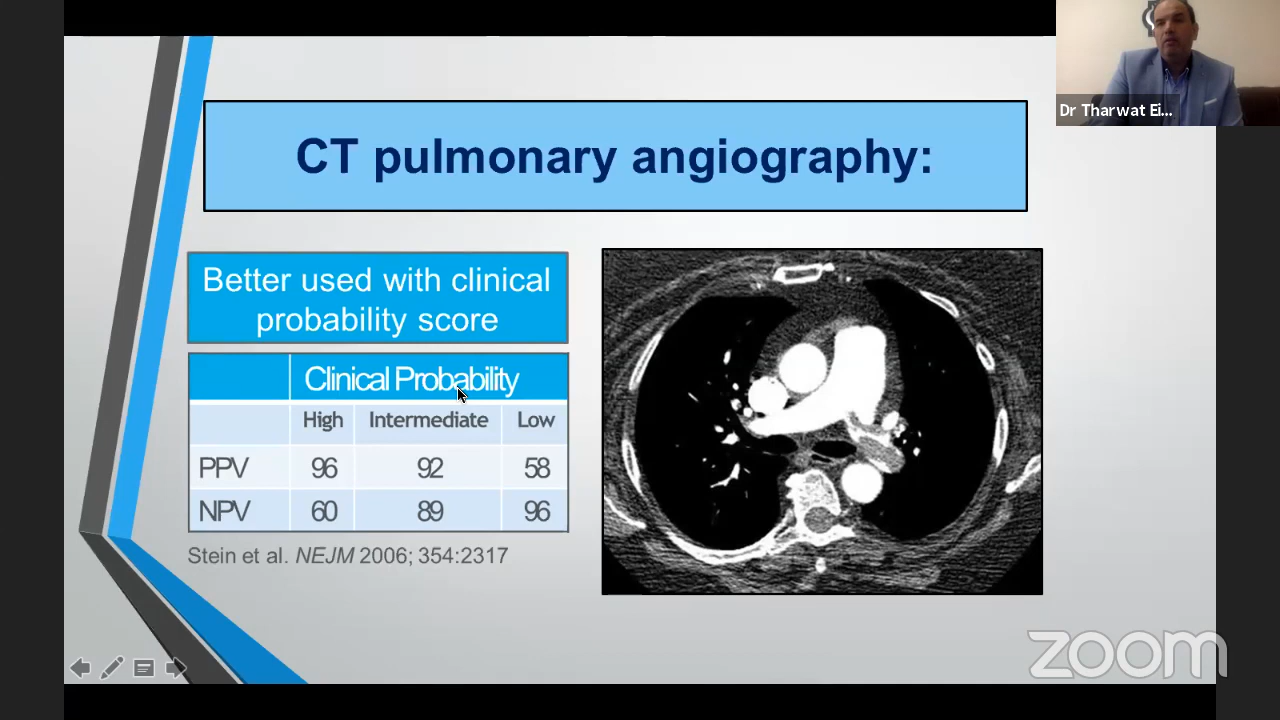 Dr Tharwat Ei...
CT pulmonary angiography:
Better used with clinical
probability score
Clinical Probability
High Intermediate Low
PPV 96 92 58
NPV 60 89 96
Stein et al. NEJM 2006; 354:2317
zoom